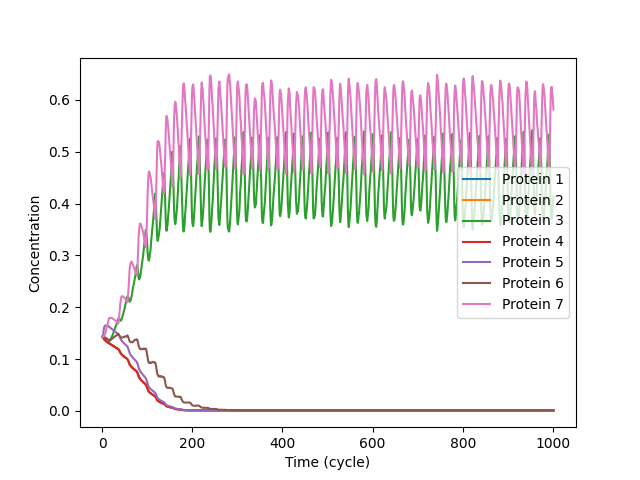 0.6
0.5
0.4
0.3
0.2
0.1
0.0
Concentration
Protein 1
Protein 2
Protein 3
Protein 4
Protein 5
Protein 6
Protein 7
0 200 400 600 800 1000
Time (cycle)